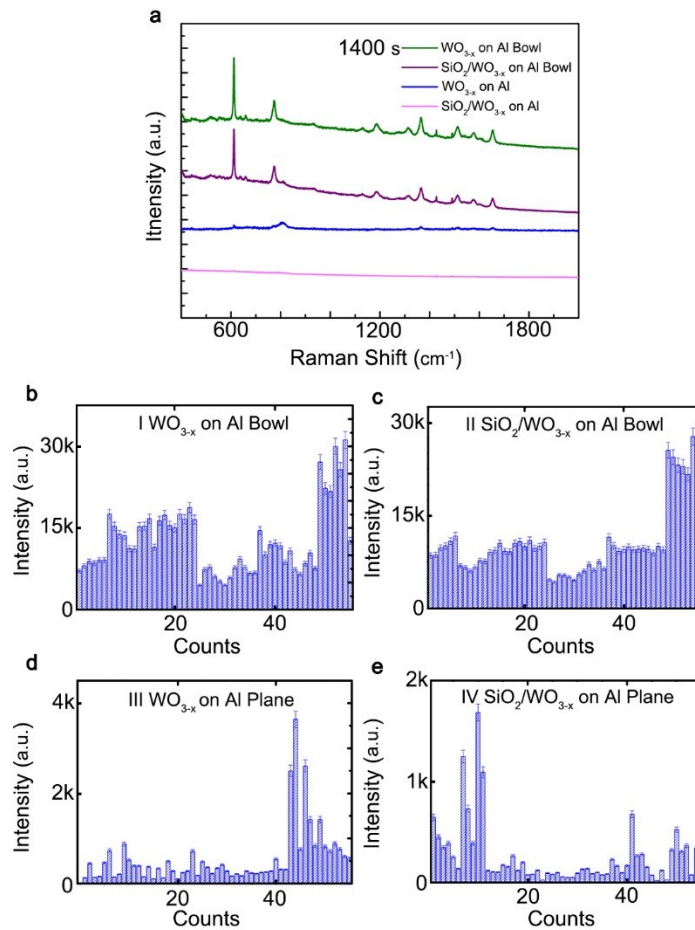 a
1400 s
WO3-x on Al Bowl
SiO2/WO3-x on Al Bowl
WO3-x on Al
SiO2/WO3-x on Al
Itnensity (a.u.)
600 1200 1800
Raman Shift (cm-1)
b
I WO3-x on Al Bowl
30k
15k
0
Intensity (a.u.)
20 40
Counts
c
II SiO2/WO3-x on Al Bowl
30k
15k
0
Intensity (a.u.)
20 40
Counts
d
III WO3-x on Al Plane
4k
2k
0
Intensity (a.u.)
20 40
Counts
e
IV SiO2/WO3-x on Al Plane
2k
1k
0
Intensity (a.u.)
20 40
Counts